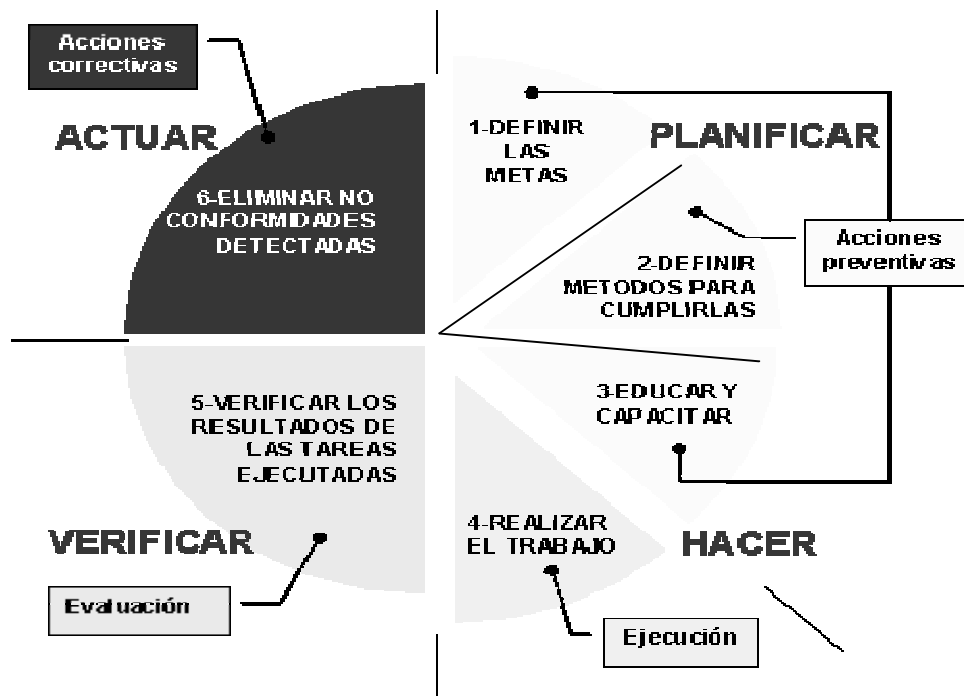 Acciones
correctivas
ACTUAR
6-ELIMINAR NO
CONFORMIDADES
DETECTADAS
1-DEFINIR
LAS
METAS
PLANIFICAR
Acciones
preventivas
2-DEFINIR
METODOS PARA
CUMPLIRLAS
3-EDUCAR Y
CAPACITAR
5-VERIFICAR LOS
RESULTADOS DE
LAS TAREAS
EJECUTADAS
VERIFICAR
Evaluación
4-REALIZAR
EL TRABAJO
HACER
Ejecución